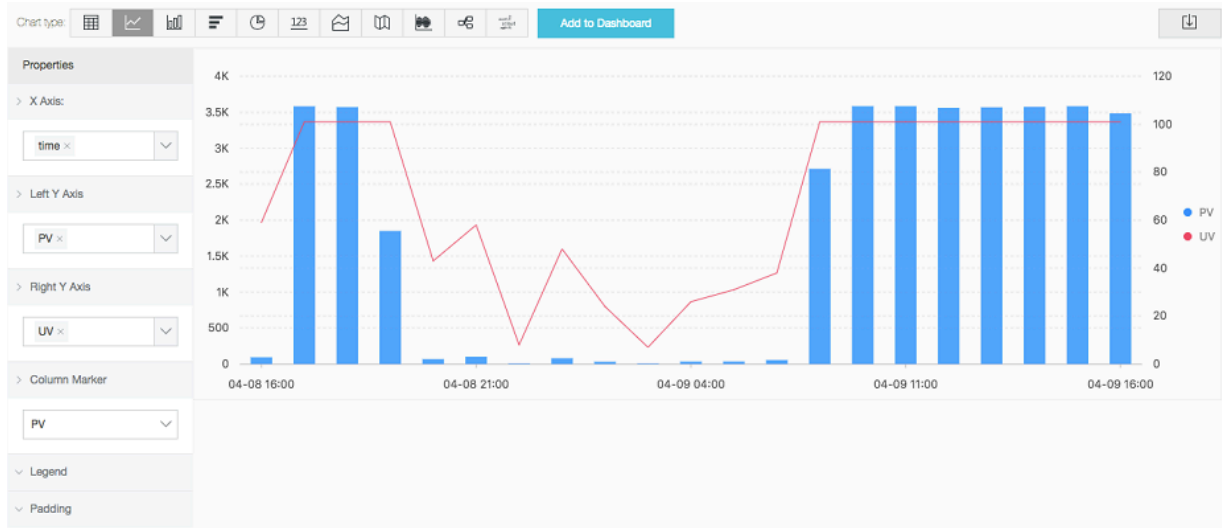 Chart type:
123
Add to Dashboard
Properties
X Axis:
time ×
Left Y Axis
PV ×
Right Y Axis
UV ×
Column Marker
PV
Legend
Padding
4K
3.5K
3K
2.5K
2K
1.5K
1K
500
0
120
100
80
60
40
20
0
04-08 16:00
04-08 21:00
04-09 04:00
04-09 11:00
04-09 16:00
PV
UV